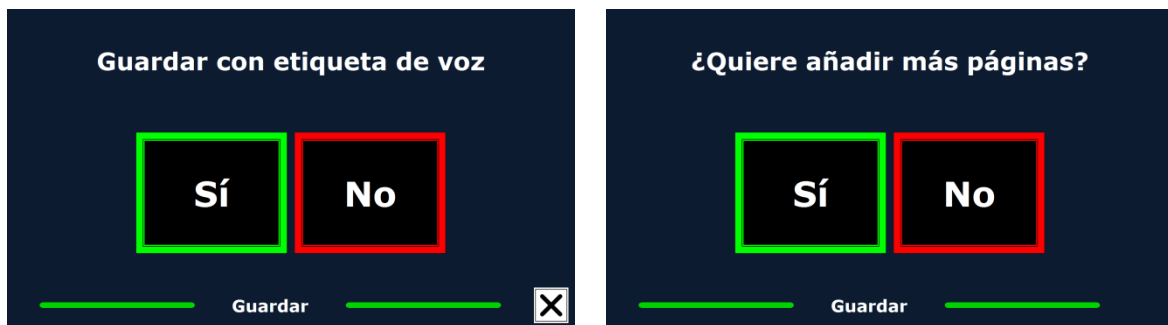 Guardar con etiqueta de voz
Sí
No
Guardar
¿Quiere añadir más páginas?
Sí
No
Guardar